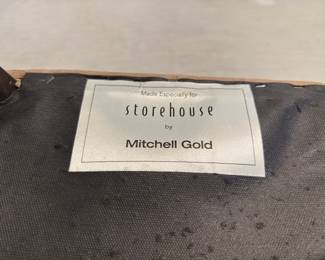 Made Especially for
storehouse
by
Mitchell Gold